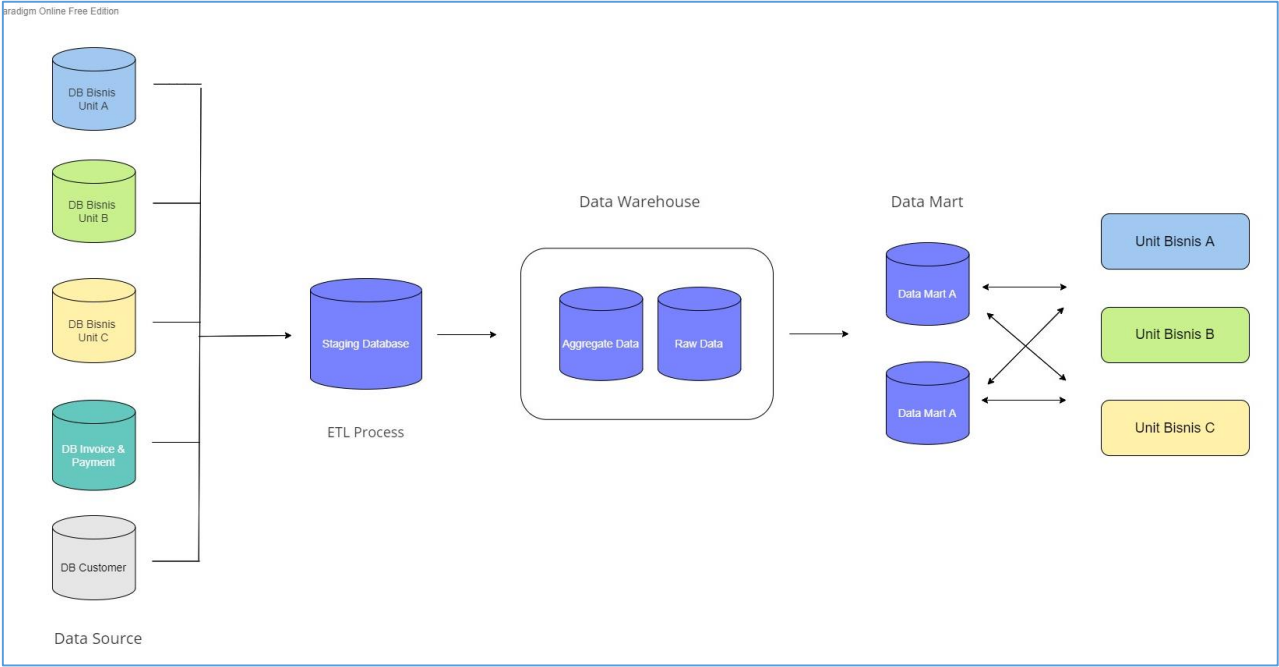 aradigm Online Free Edition
DB Bisnis
Unit A
DB Bisnis
Unit B
DB Bisnis
Unit C
DB Invoice &
Payment
DB Customer
Data Source
Staging Database
ETL Process
Data Warehouse
Aggregate Data
Raw Data
Data Mart
Data Mart A
Data Mart A
Unit Bisnis A
Unit Bisnis B
Unit Bisnis C